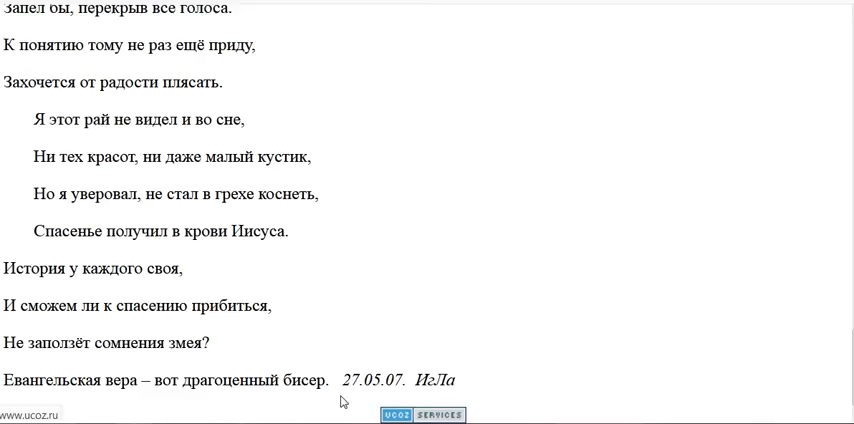 Запел бы, перекрыв все голоса.
К понятию тому не раз ещё приду,
Захочется от радости плясать.
Я этот рай не видел и во сне,
Ни тех красот, ни даже малый кустик,
Но я уверовал, не стал в грехе коснеть,
Спасенье получил в крови Иисуса.
История у каждого своя,
И сможем ли к спасению прибиться,
Не заползёт сомнения змея?
Евангельская вера – вот драгоценный бисер. 27.05.07. ИгЛа
www.ucoz.ru
UCOZ SERVICES